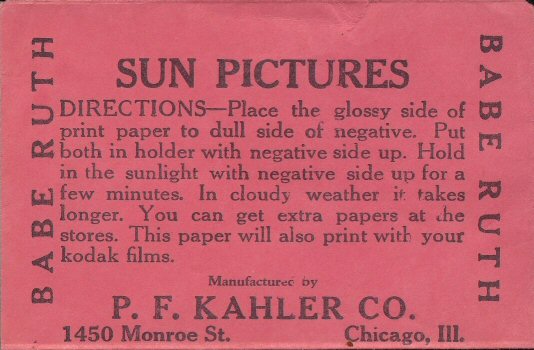 BABE RUTH
SUN PICTURES
DIRECTIONS—Place the glossy side of
print paper to dull side of negative. Put
both in holder with negative side up. Hold
in the sunlight with negative side up for a
few minutes. In cloudy weather it takes
longer. You can get extra papers at the
stores. This paper will also print with your
kodak films.
Manufactured by
P. F. KAHLER CO.
1450 Monroe St. Chicago, Ill.
BABE RUTH